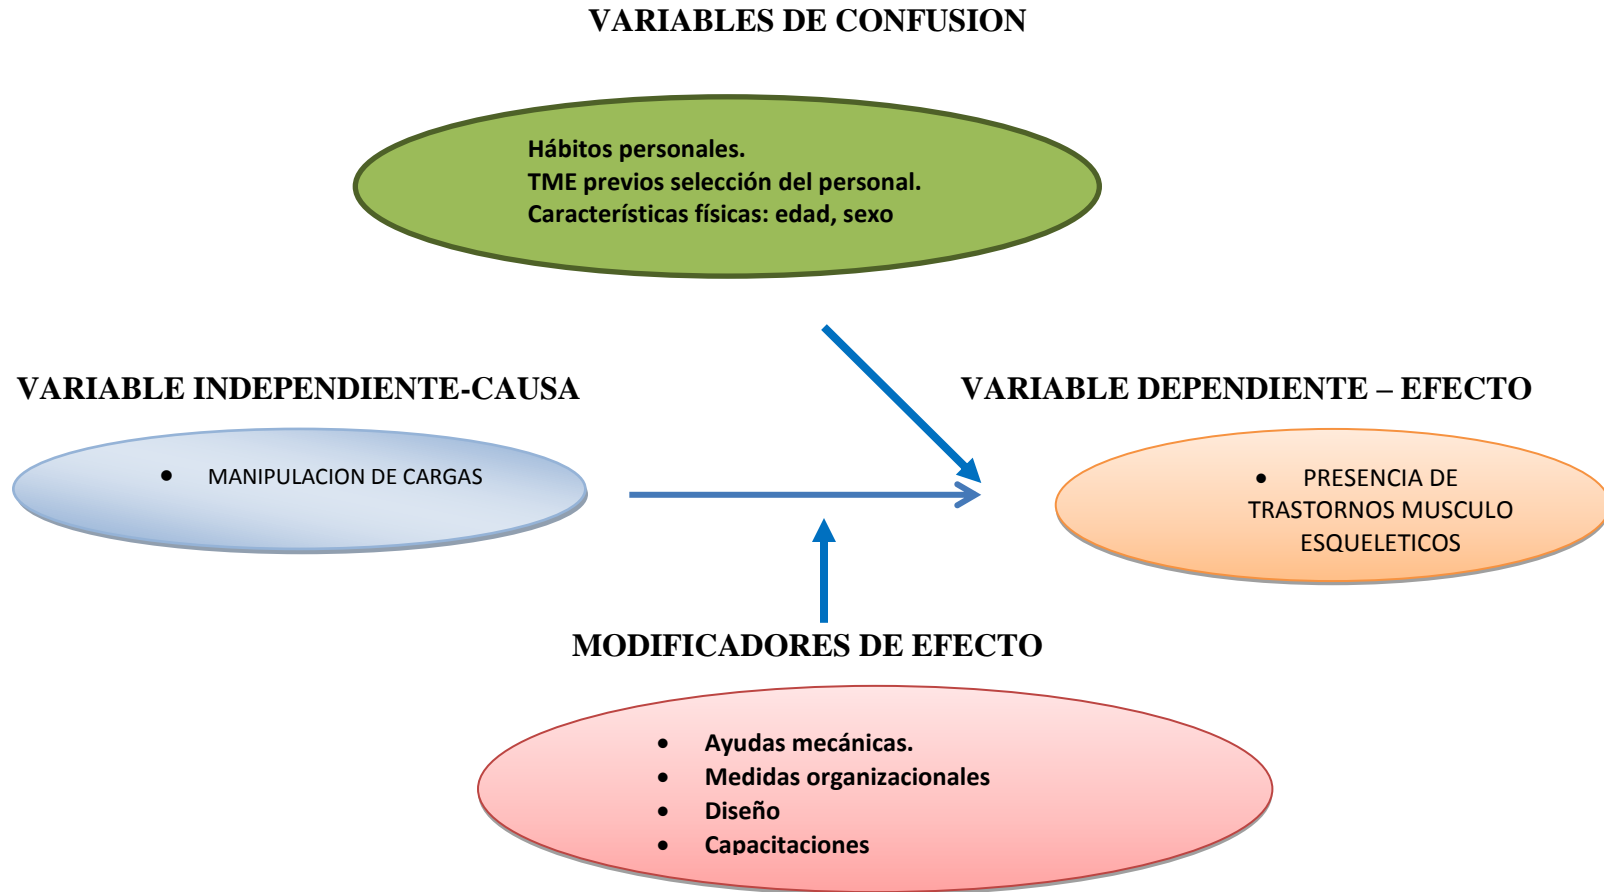 VARIABLES DE CONFUSION
Hábitos personales.
TME previos selección del personal.
Características físicas: edad, sexo
VARIABLE INDEPENDIENTE-CAUSA
• MANIPULACION DE CARGAS
VARIABLE DEPENDIENTE – EFECTO
• PRESENCIA DE
TRASTORNOS MUSCULO
ESQUELETICOS
MODIFICADORES DE EFECTO
• Ayudas mecánicas.
• Medidas organizacionales
• Diseño
• Capacitaciones